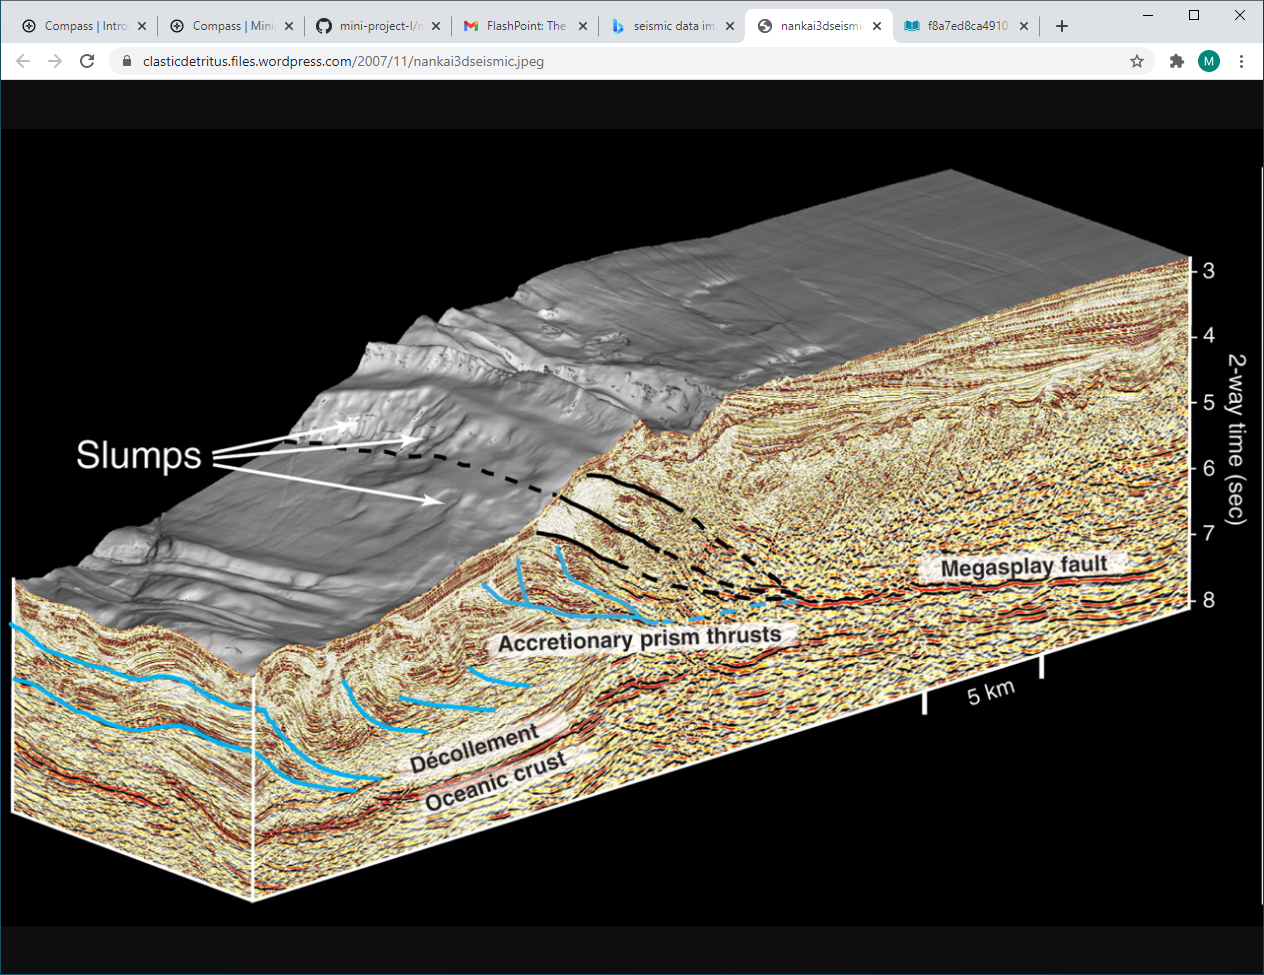 Compass | Intro
Compass | Mini
mini-project-I/
FlashPoint: The
seismic data im
nankai3dseismi
f8a7ed8ca4910
clasticdetritus.files.wordpress.com/2007/11/nankai3dseismic.jpeg
M
3
4
5
6
7
8
2-way time (sec)
Slumps
Megasplay fault
Accretionary prism thrusts
5 km
Décollement
Oceanic crust